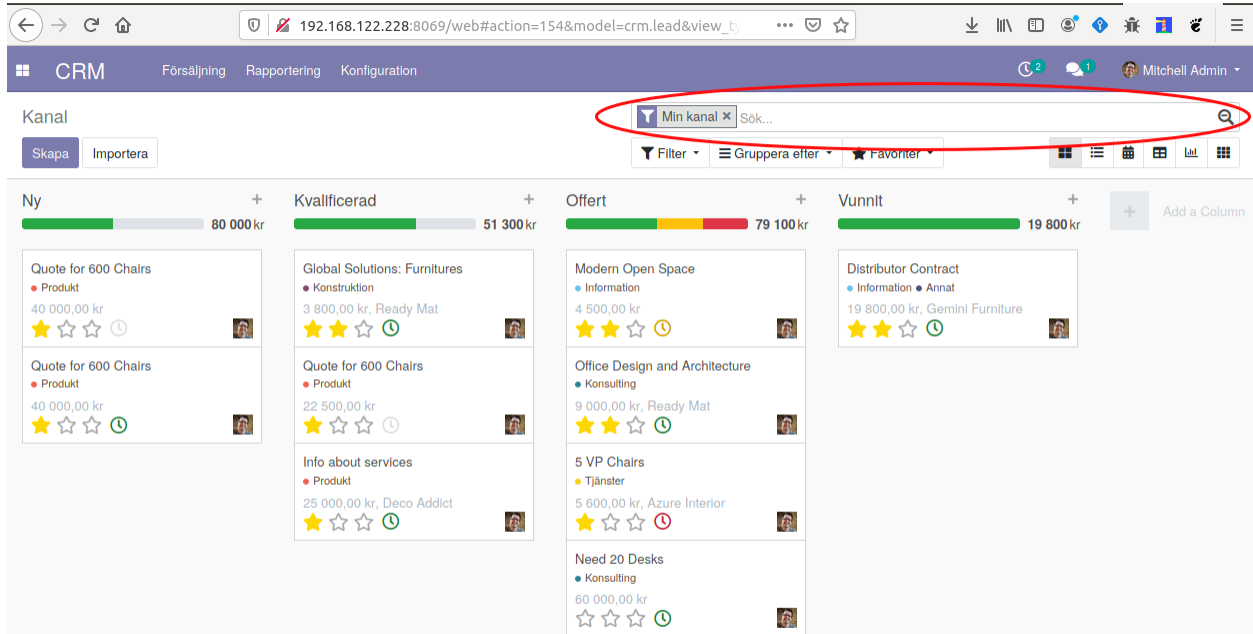 192.168.122.228:8069/web#action=154&model=crm.lead&view_ty
CRM Försäljning Rapportering Konfiguration 2 1 Mitchell Admin
Kanal
Min kanal × Sök...
Skapa Importera
Filter Gruppera efter Favoriter
Ny +
80 000 kr
Quote for 600 Chairs
Produkt
40 000,00 kr
Quote for 600 Chairs
Produkt
40 000,00 kr
Kvalificerad +
51 300 kr
Global Solutions: Furnitures
Konstruktion
3 800,00 kr, Ready Mat
Quote for 600 Chairs
Produkt
22 500,00 kr
Info about services
Produkt
25 000,00 kr, Deco Addict
Offert +
79 100 kr
Modern Open Space
Information
4 500,00 kr
Office Design and Architecture
Konsulting
9 000,00 kr, Ready Mat
5 VP Chairs
Tjänster
5 600,00 kr, Azure Interior
Need 20 Desks
Konsulting
60 000,00 kr
Vunnit +
19 800 kr
Distributor Contract
Information Annat
19 800,00 kr, Gemini Furniture
+ Add a Column